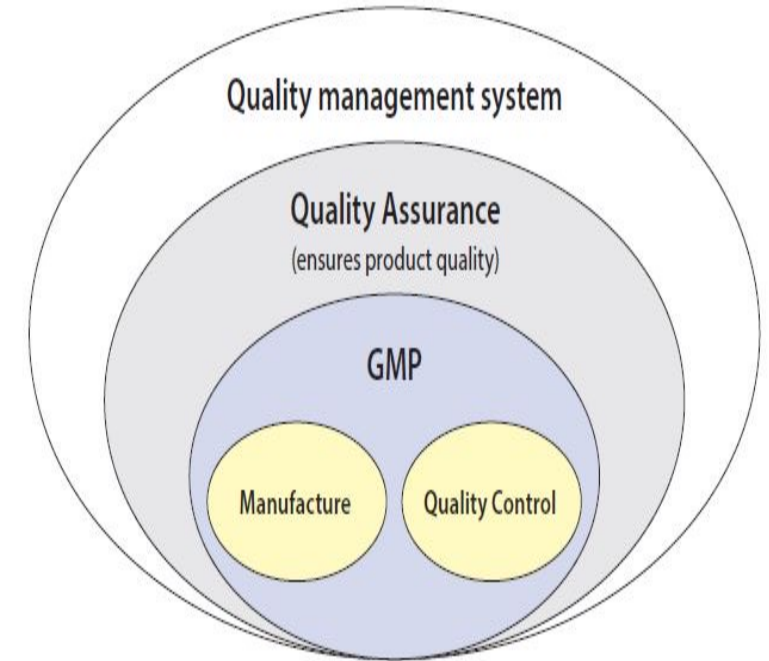 Quality management system
Quality Assurance
(ensures product quality)
GMP
Manufacture
Quality Control